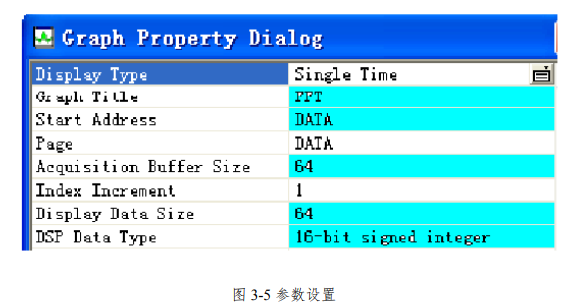 Graph Property Dialog
Display Type Single Time
Graph Title PPT
Start Address DATA
Page DATA
Acquisition Buffer Size 64
Index Increment 1
Display Data Size 64
DSP Data Type 16-bit signed integer
图 3-5 参数设置